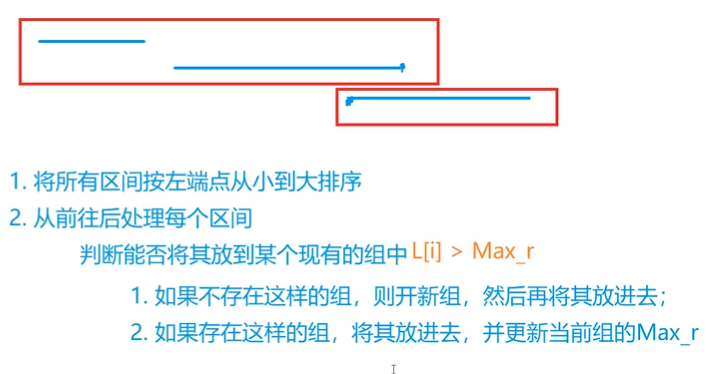 1. 将所有区间按左端点从小到大排序
2. 从前往后处理每个区间
判断能否将其放到某个现有的组中 L[i] > Max_r
1. 如果不存在这样的组，则开新组，然后再将其放进去；
2. 如果存在这样的组，将其放进去，并更新当前组的Max_r